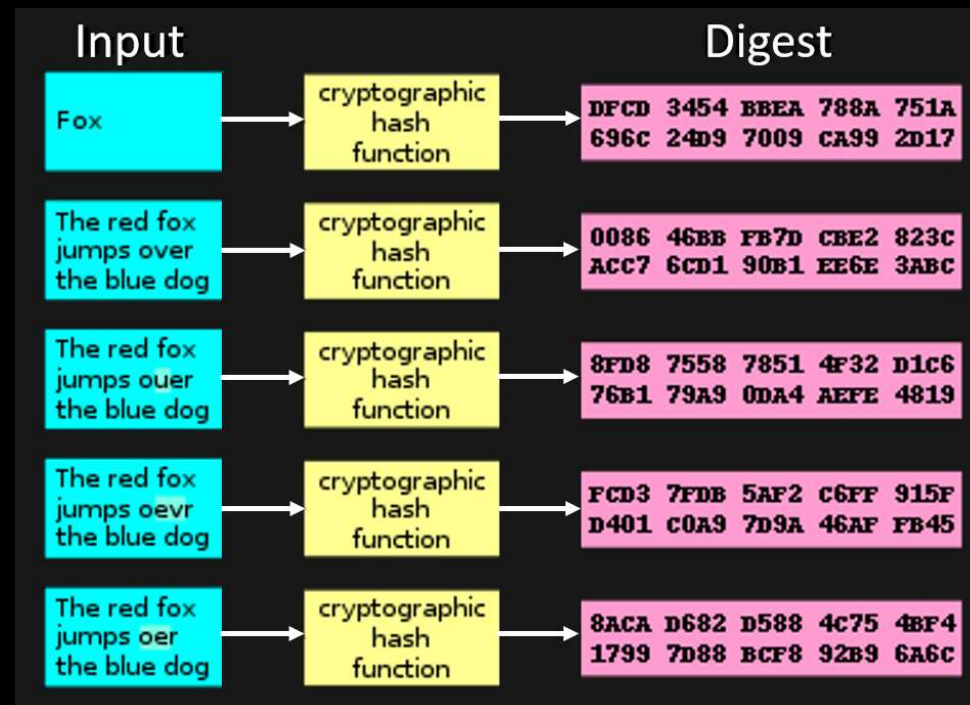 Input
Digest
Fox
cryptographic
hash
function
DFCD 3454 BBEA 788A 751A
696C 24D9 7009 CA99 2D17
The red fox
jumps over
the blue dog
cryptographic
hash
function
0086 46BB FB7D CBE2 823C
ACC7 6CD1 90B1 EE6E 3ABC
The red fox
jumps ouer
the blue dog
cryptographic
hash
function
8FD8 7558 7851 4F32 D1C6
76B1 79A9 0DA4 AEFE 4819
The red fox
jumps oevr
the blue dog
cryptographic
hash
function
FCD3 7FDB 5AF2 C6FF 915F
D401 C0A9 7D9A 46AF FB45
The red fox
jumps oer
the blue dog
cryptographic
hash
function
8ACA D682 D588 4C75 4BF4
1799 7D88 BCF8 92B9 6A6C